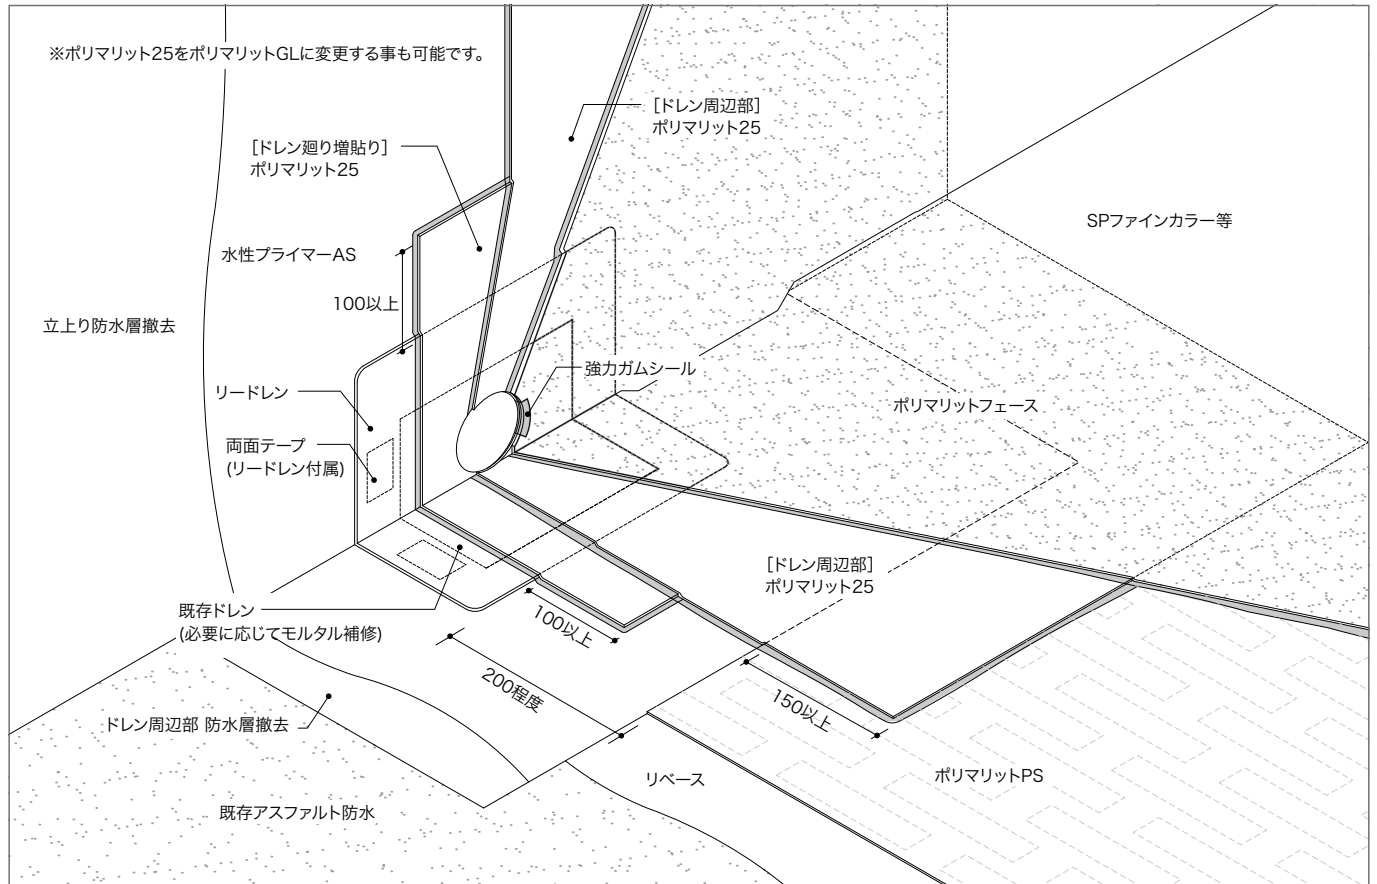 ※ポリマリット25をポリマリットGLに変更する事も可能です。
[ドレン周辺部]
ポリマリット25
[ドレン廻り増貼り]
ポリマリット25
SPファインカラー等
水性プライマーAS
100以上
立上り防水層撤去
強力ガムシール
リードレン
ポリマリットフェース
両面テープ
(リードレン付属)
[ドレン周辺部]
ポリマリット25
既存ドレン
(必要に応じてモルタル補修)
100以上
200程度
150以上
ドレン周辺部 防水層撤去
リベース
ポリマリットPS
既存アスファルト防水